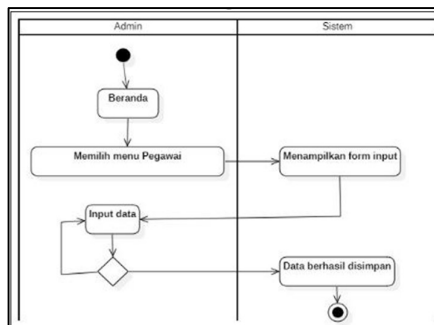 Admin
Sistem
Beranda
Memilih menu Pegawai
Menampilkan form input
Input data
Data berhasil disimpan